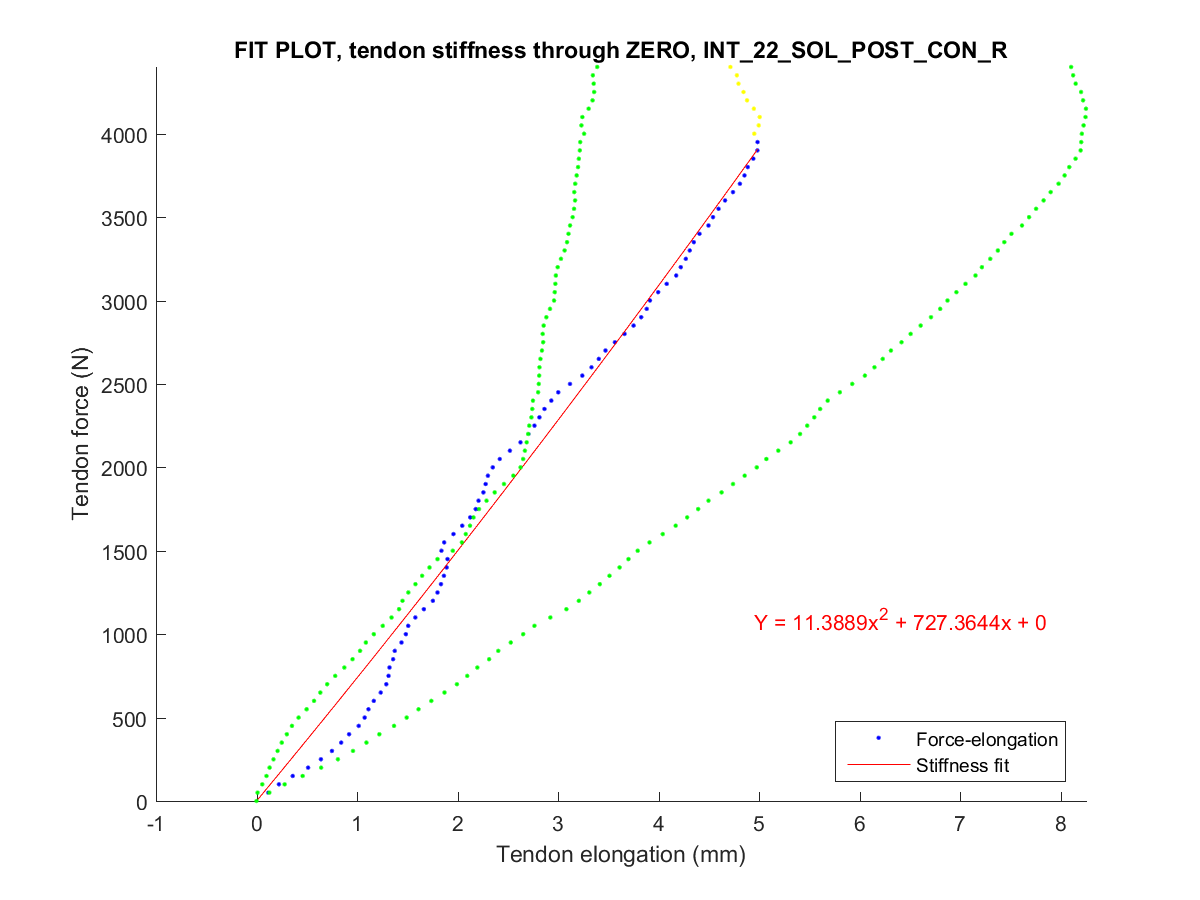 FIT PLOT, tendon stiffness through ZERO, INT_22_SOL_POST_CON_R
4000
3500
3000
2500
2000
1500
1000
500
0
Tendon force (N)
Y = 11.3889x² + 727.3644x + 0
Force-elongation
Stiffness fit
-1 0 1 2 3 4 5 6 7 8
Tendon elongation (mm)